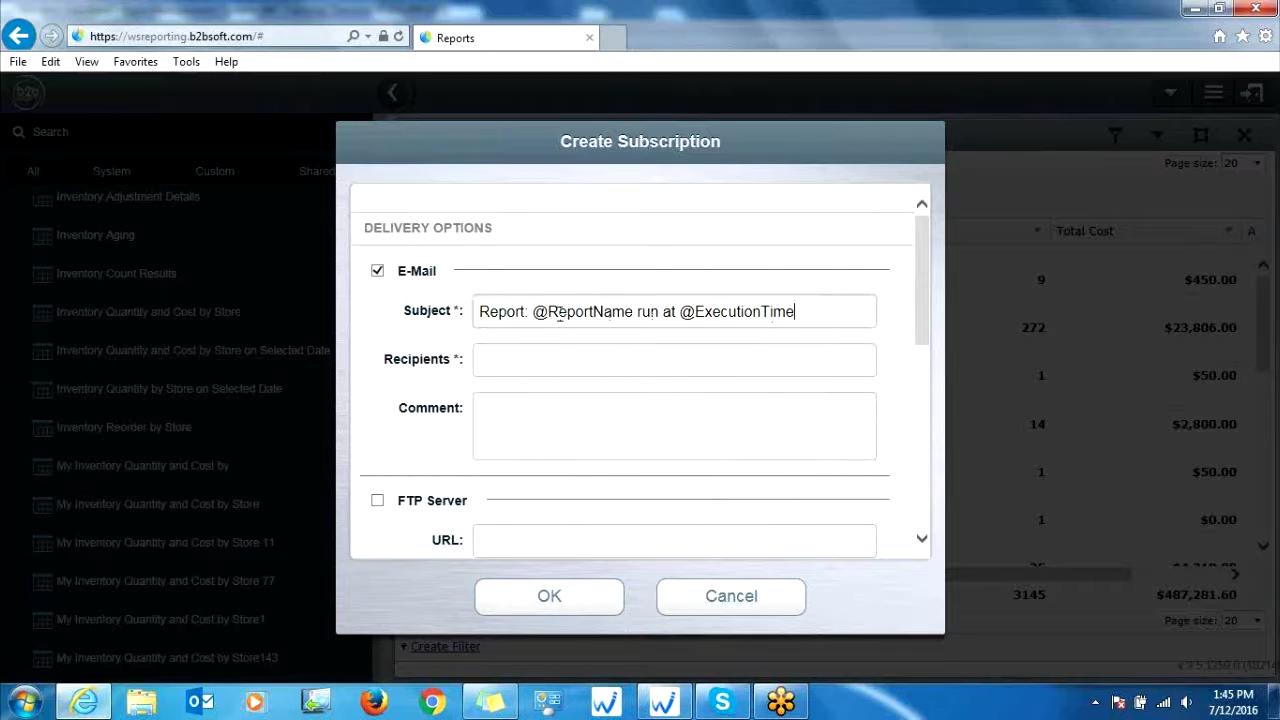 https://wsreporting.b2bsoft.com/#
Reports
File Edit View Favorites Tools Help
b2b
Search
All System Custom Shared
Page size: 20
Inventory Adjustment Details
Inventory Aging
Inventory Count Results
Inventory Quantity and Cost by Store
Inventory Quantity and Cost by Store on Selected Date
Inventory Quantity by Store on Selected Date
Inventory Reorder by Store
My Inventory Quantity and Cost by
My Inventory Quantity and Cost by Store
My Inventory Quantity and Cost by Store 11
My Inventory Quantity and Cost by Store 77
My Inventory Quantity and Cost by Store1
My Inventory Quantity and Cost by Store143
Create Subscription
DELIVERY OPTIONS
E-Mail
Subject *: Report: @ReportName run at @ExecutionTime
Recipients *:
Comment:
FTP Server
URL:
OK Cancel
Total Cost A
9 $450.00
272 $23,806.00
1 $50.00
14 $2,800.00
1 $50.00
1 $0.00
3145 $487,281.60
Page size: 20
Create Filter
1:45 PM
7/12/2016